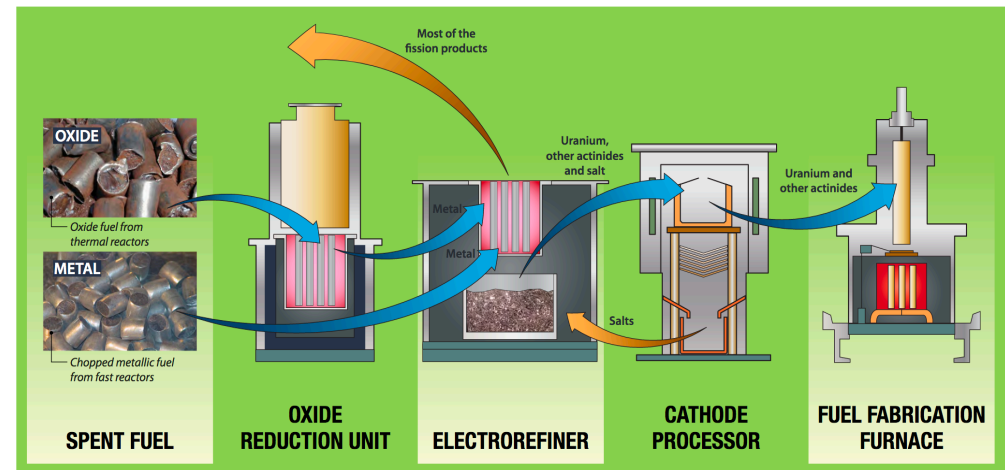 Most of the
fission products
OXIDE
Oxide fuel from
thermal reactors
METAL
Chopped metallic fuel
from fast reactors
Metals
Metal
Uranium,
other actinides
and salt
Salts
Uranium and
other actinides
SPENT FUEL
OXIDE
REDUCTION UNIT
ELECTROREFINER
CATHODE
PROCESSOR
FUEL FABRICATION
FURNACE